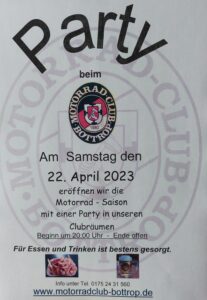 Party
beim
MOTORRAD-CLUB
BOTTROP
Am Samstag den
22. April 2023
eröffnen wir die
Motorrad - Saison
mit einer Party in unseren
Clubräumen
Beginn um 20.00 Uhr - Ende offen
Für Essen und Trinken ist bestens gesorgt.
Info unter Tel. 0175 24 31 560
www.motorradclub-bottrop.de